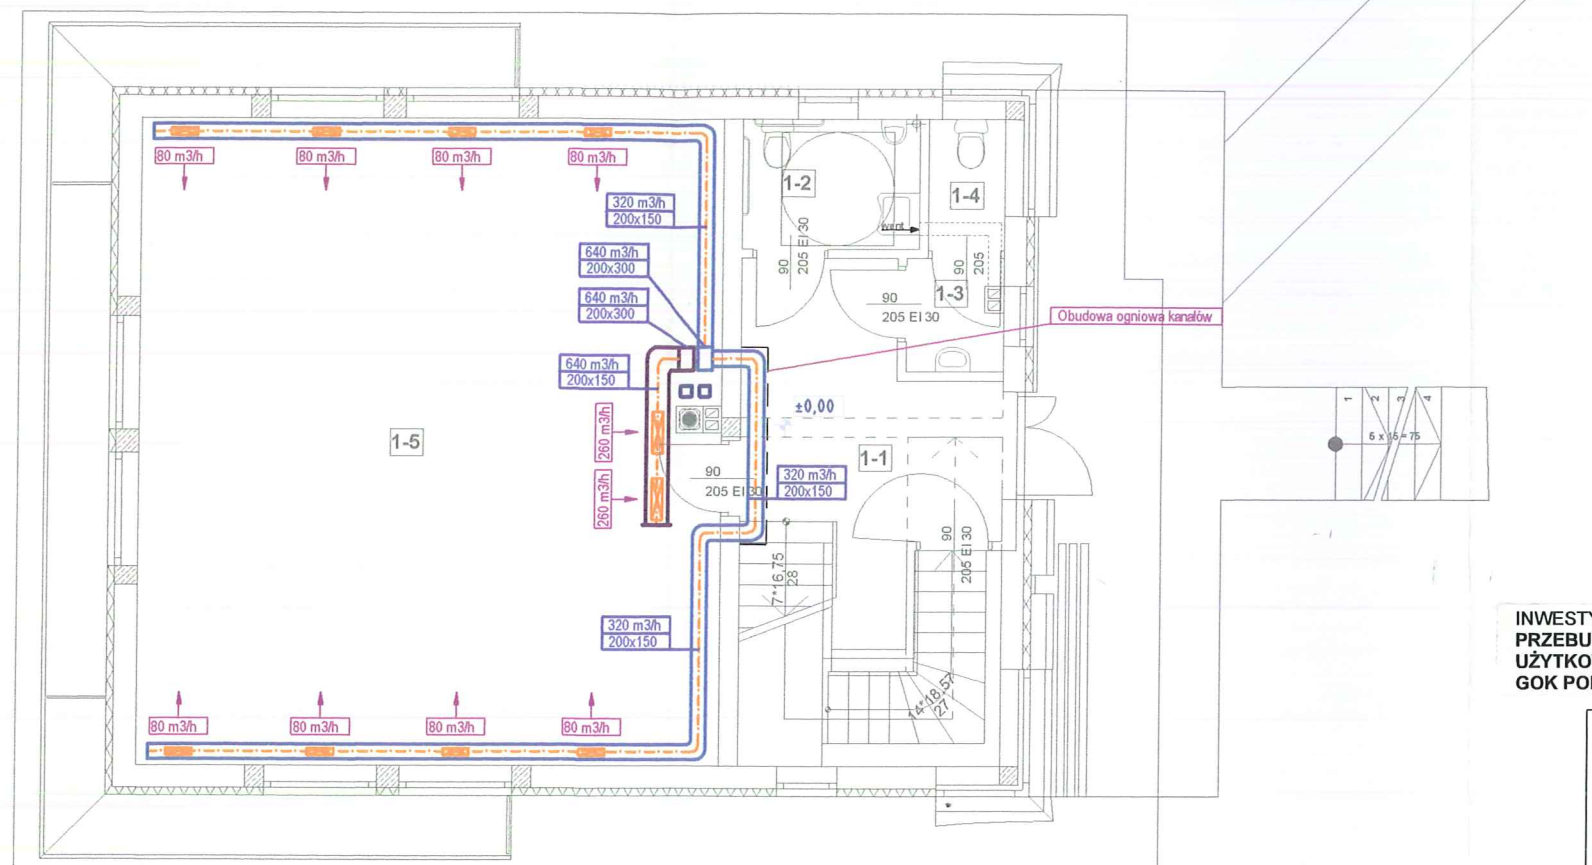 80 m3/h
80 m3/h
80 m3/h
80 m3/h
320 m3/h
200x150
640 m3/h
200x300
640 m3/h
200x300
640 m3/h
200x150
260 m3/h
260 m3/h
1-5
1-2
1-4
went
90
205 EI 30
90
205
1-3
90
205 EI 30
Obudowa ogniowa kanałów
±0,00
1-1
90
205 EI 30
320 m3/h
200x150
90
205 EI 30
7*16,75
28
14*18,57
27
1
2
3
4
5 x 15 = 75
320 m3/h
200x150
80 m3/h
80 m3/h
80 m3/h
80 m3/h
INWESTY
PRZEBU
UŻYTKO
GOK PO